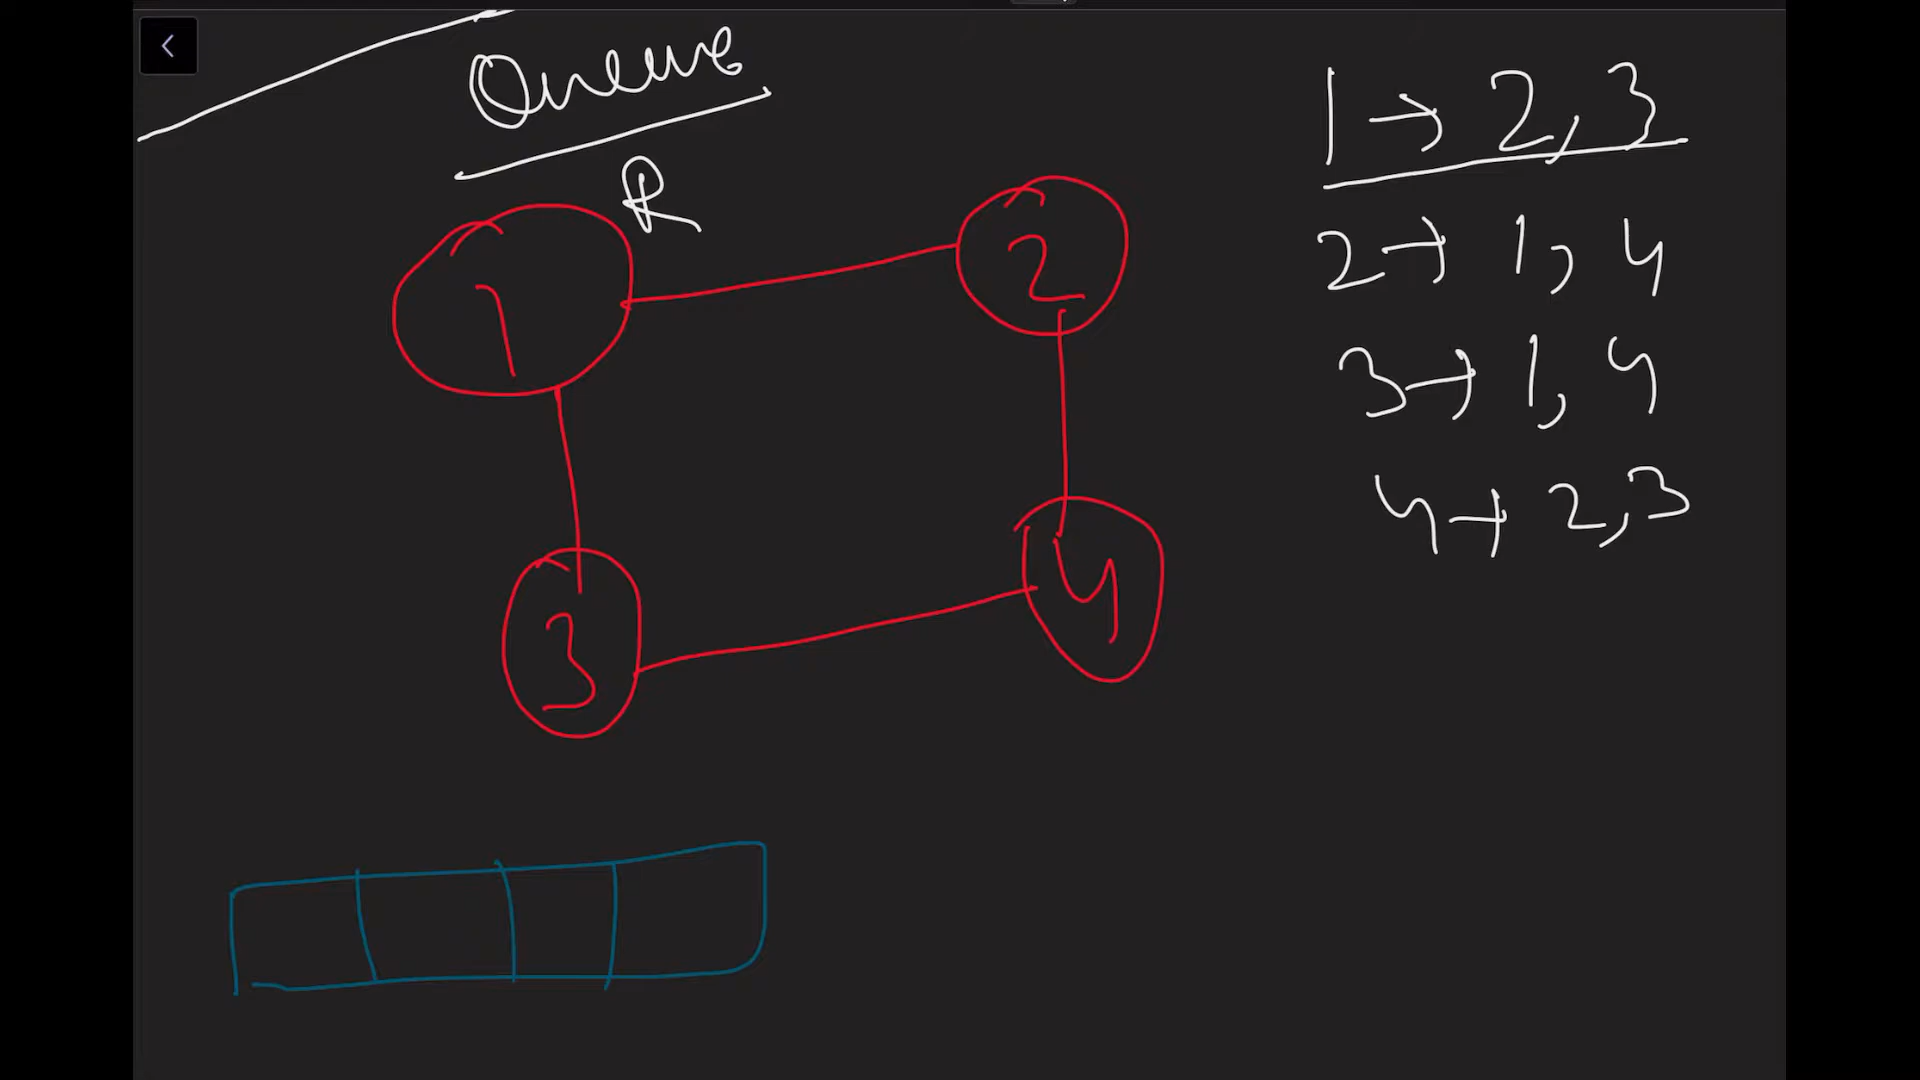 Queue
R
1 → 2, 3
2 → 1, 4
3 → 1, 4
4 → 2, 3
1
2
3
4